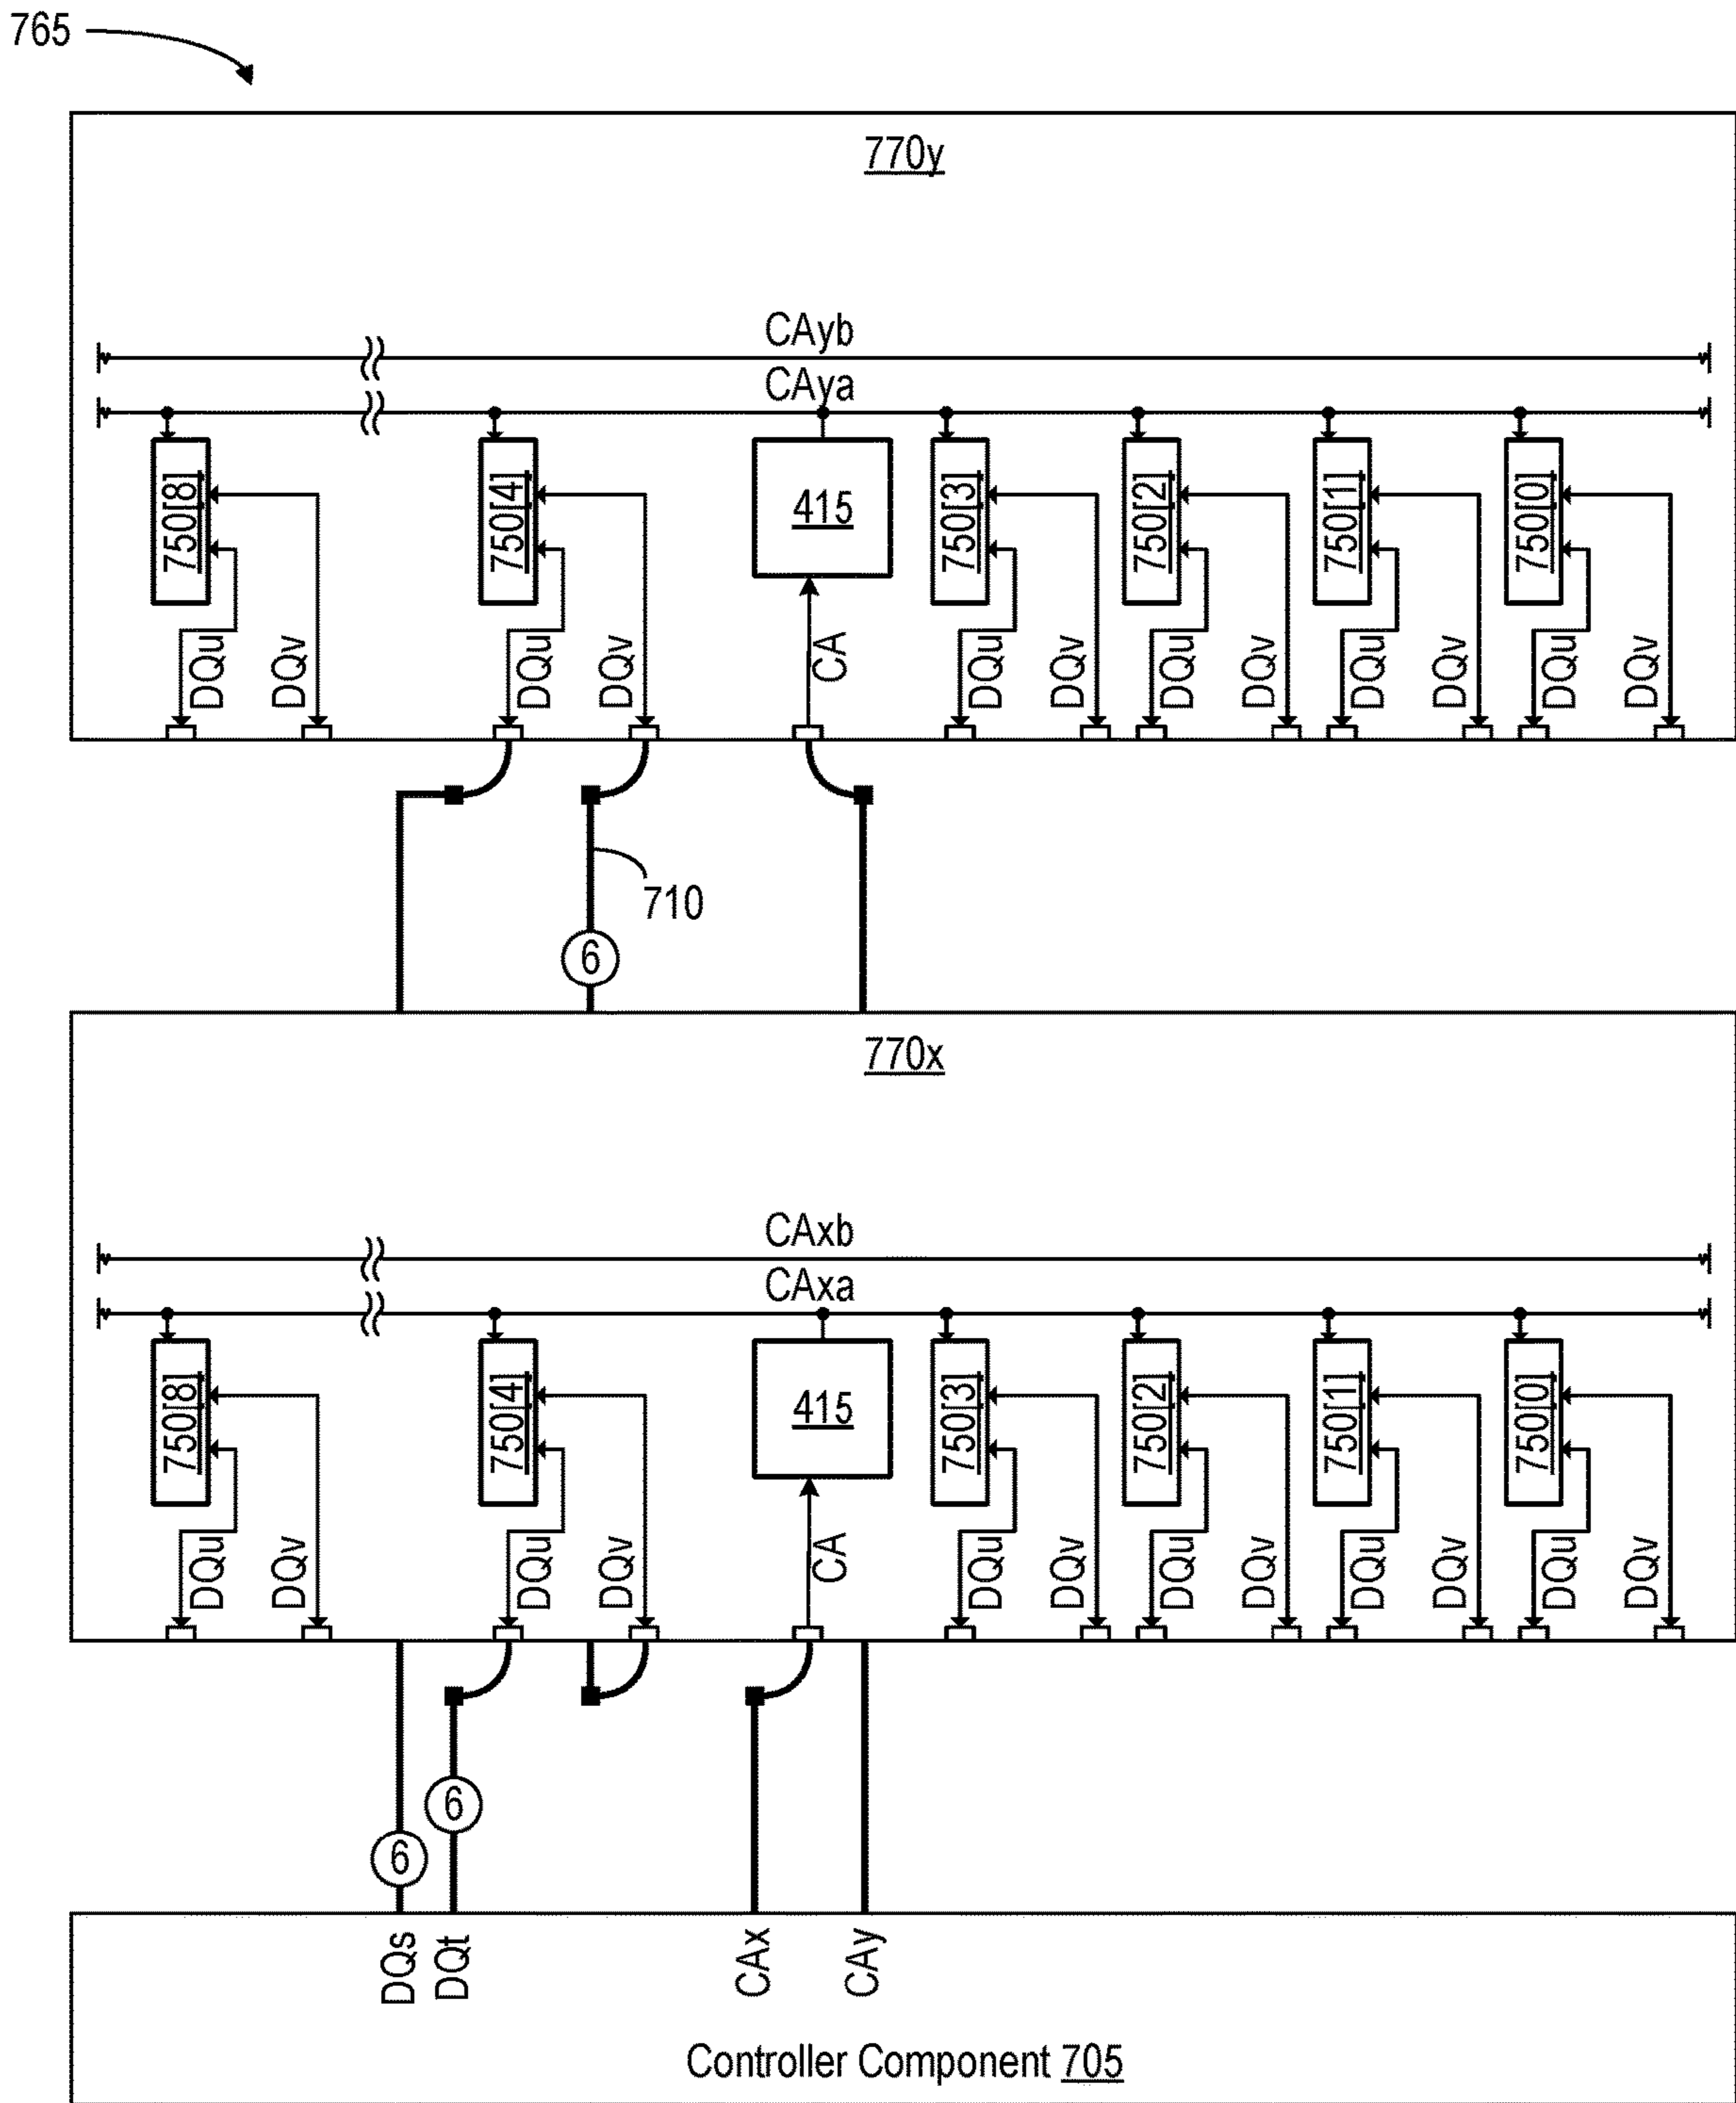 765
770y
CAyb
CAya
750[8] 750[4] 415 750[3] 750[2] 750[1] 750[0]
DQu DQv DQu DQv CA DQu DQv DQu DQv DQu DQv DQu DQv
710
6
770x
CAxb
CAxa
750[8] 750[4] 415 750[3] 750[2] 750[1] 750[0]
DQu DQv DQu DQv CA DQu DQv DQu DQv DQu DQv DQu DQv
6
6
DQs DQt CAx CAy
Controller Component 705